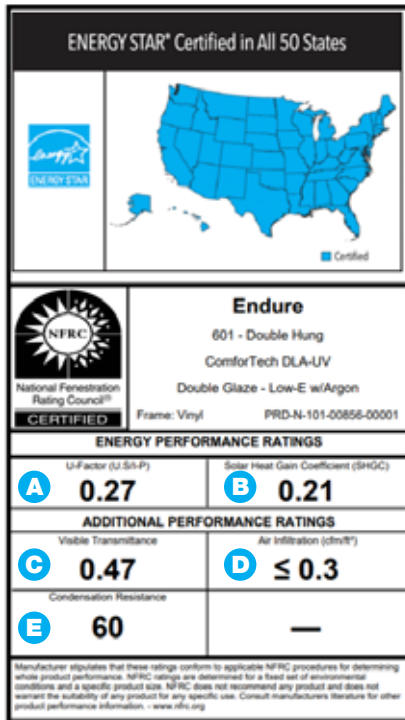 ENERGY STAR® Certified in All 50 States
energy
ENERGY STAR
Certified
NFRC
National Fenestration
Rating Council®
CERTIFIED
Endure
601 - Double Hung
ComforTech DLA-UV
Double Glaze - Low-E w/Argon
Frame: Vinyl PRD-N-101-00856-00001
ENERGY PERFORMANCE RATINGS
U-Factor (U.S/I-P) Solar Heat Gain Coefficient (SHGC)
A 0.27 B 0.21
ADDITIONAL PERFORMANCE RATINGS
Visible Transmittance Air Infiltration (cfm/ft²)
C 0.47 D ≤ 0.3
Condensation Resistance
E 60 —
Manufacturer stipulates that these ratings conform to applicable NFRC procedures for determining
whole product performance. NFRC ratings are determined for a fixed set of environmental
conditions and a specific product size. NFRC does not recommend any product and does not
warrant the suitability of any product for any specific use. Consult manufacturers literature for other
product performance information. - www.nfrc.org